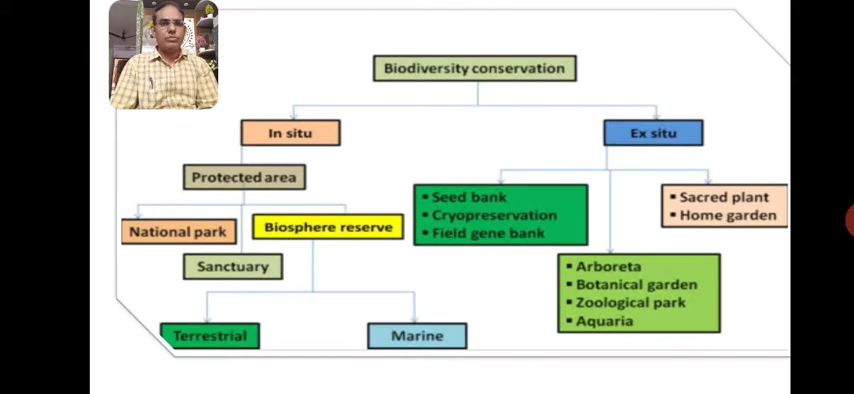 Biodiversity conservation
In situ
Ex situ
Protected area
National park
Biosphere reserve
Sanctuary
Terrestrial
Marine
▪ Seed bank
▪ Cryopreservation
▪ Field gene bank
▪ Sacred plant
▪ Home garden
▪ Arboreta
▪ Botanical garden
▪ Zoological park
▪ Aquaria